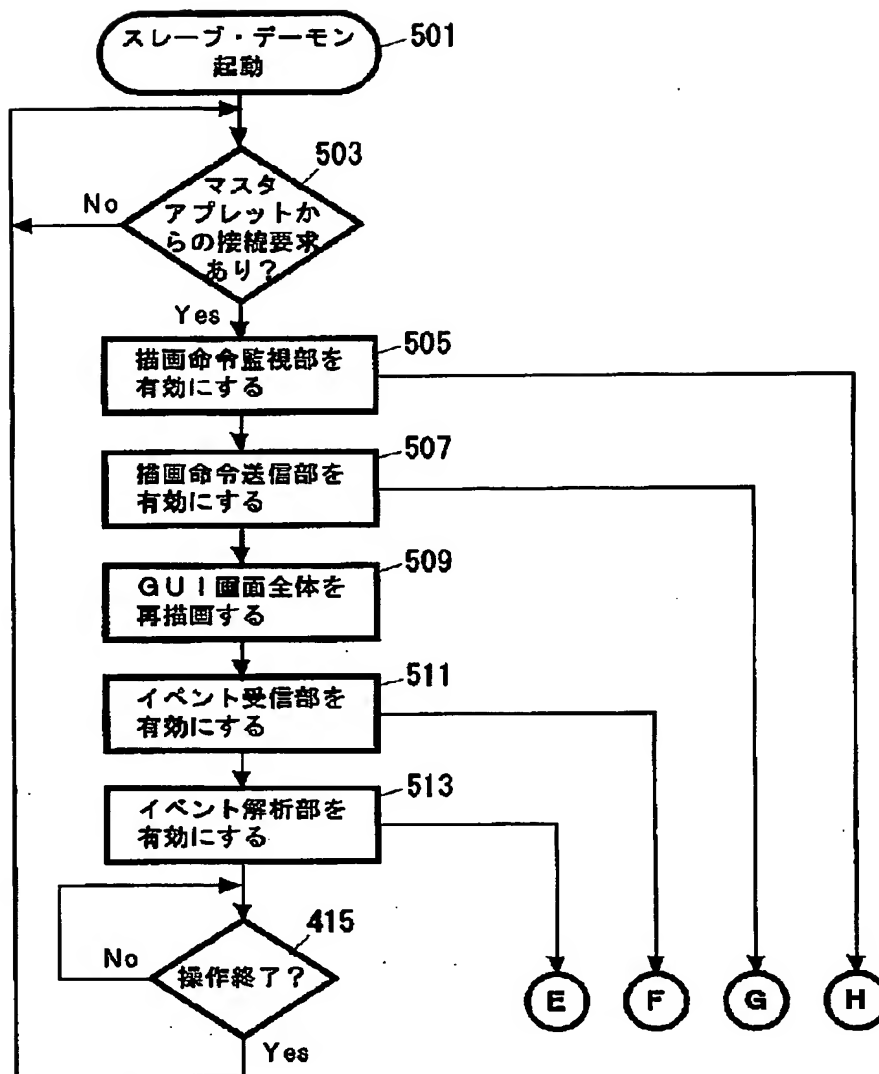 スレーブ・デーモン
起動
501
503
マスタ
アプレットか
らの接続要求
あり？
No
Yes
505
描画命令監視部を
有効にする
507
描画命令送信部を
有効にする
509
ＧＵＩ画面全体を
再描画する
511
イベント受信部を
有効にする
513
イベント解析部を
有効にする
415
操作終了？
No
Yes
E
F
G
H